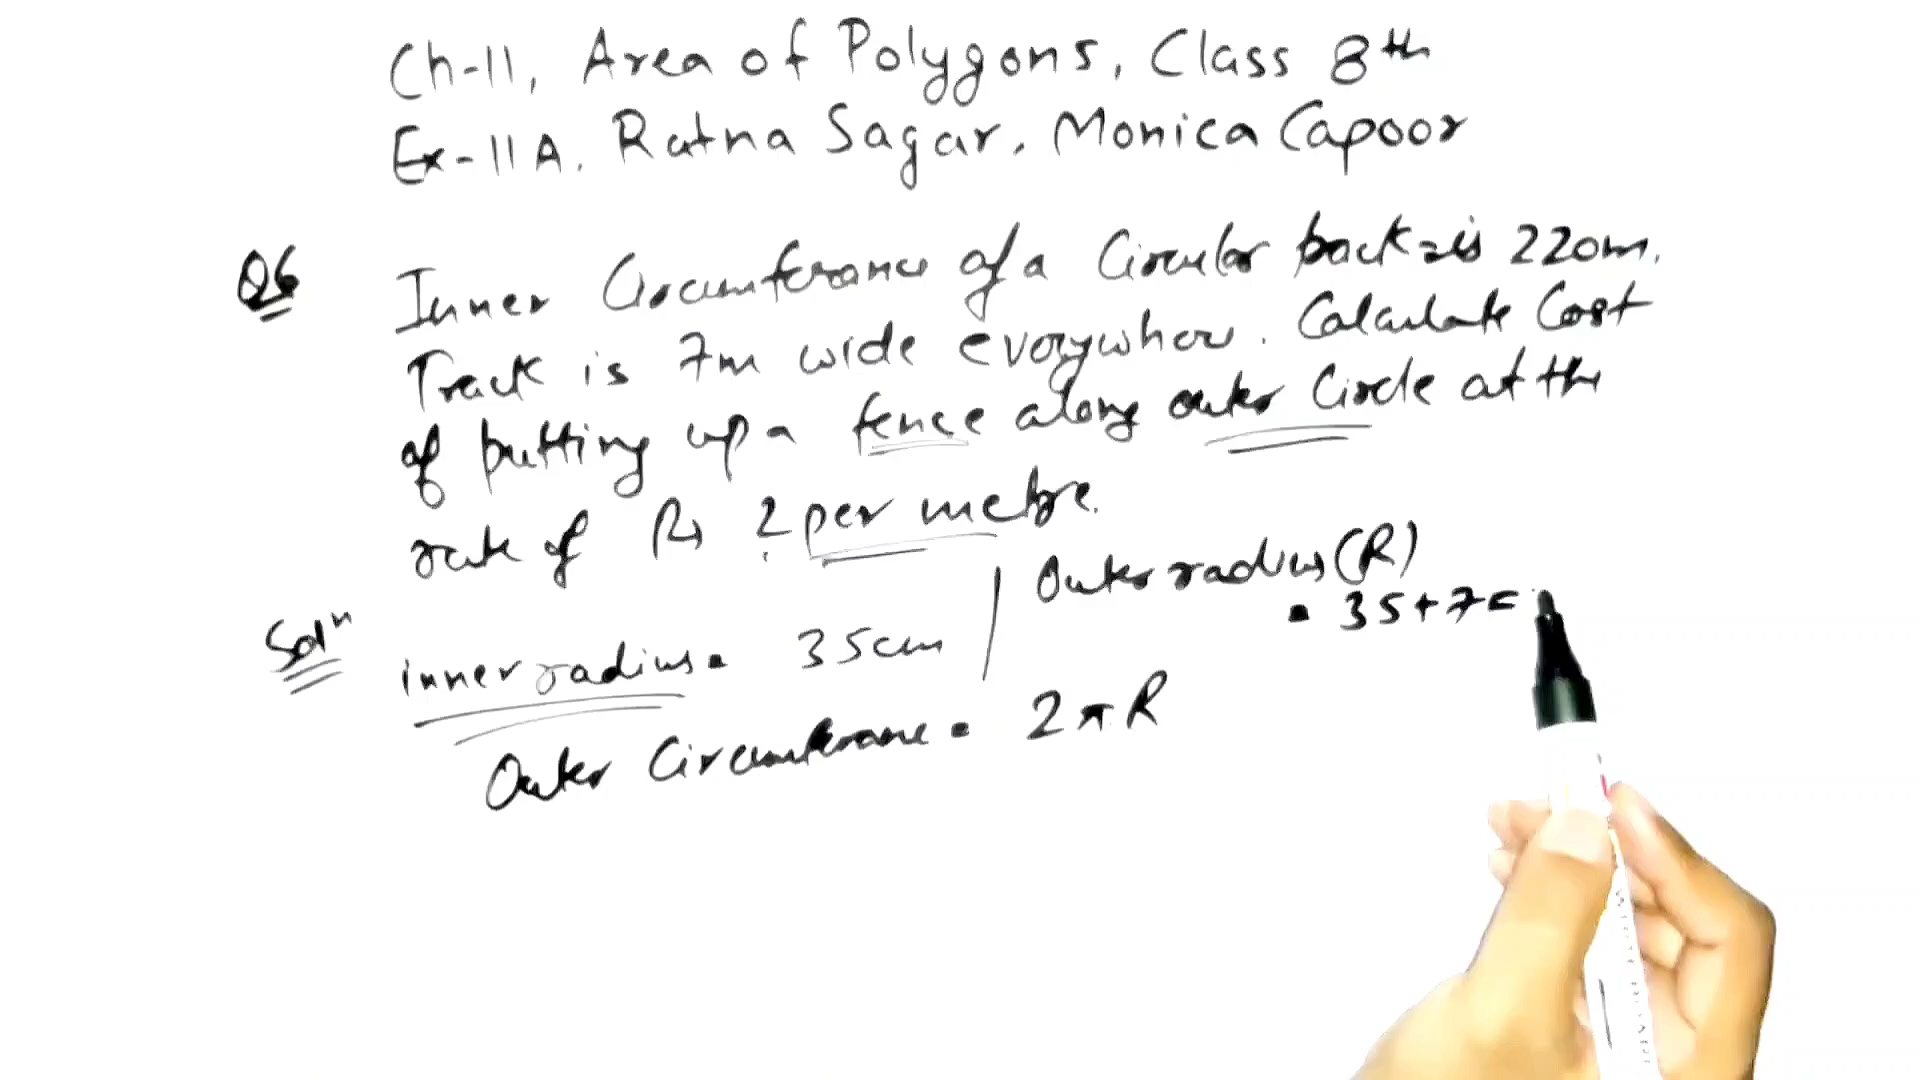 Ch-11, Area of Polygons, Class 8th
Ex-11A. Ratna Sagar, Monica Capoor
Q6
Inner Circumference of a Circular is 220m.
Track is 7m wide everywhere. Calculate Cost
of putting up a fence along outer Circle at the
rate of Rs 2 per metre.
Outer radius (R)
= 35+7=
Solⁿ
inner radius = 35cm
Outer Circumference = 2πR